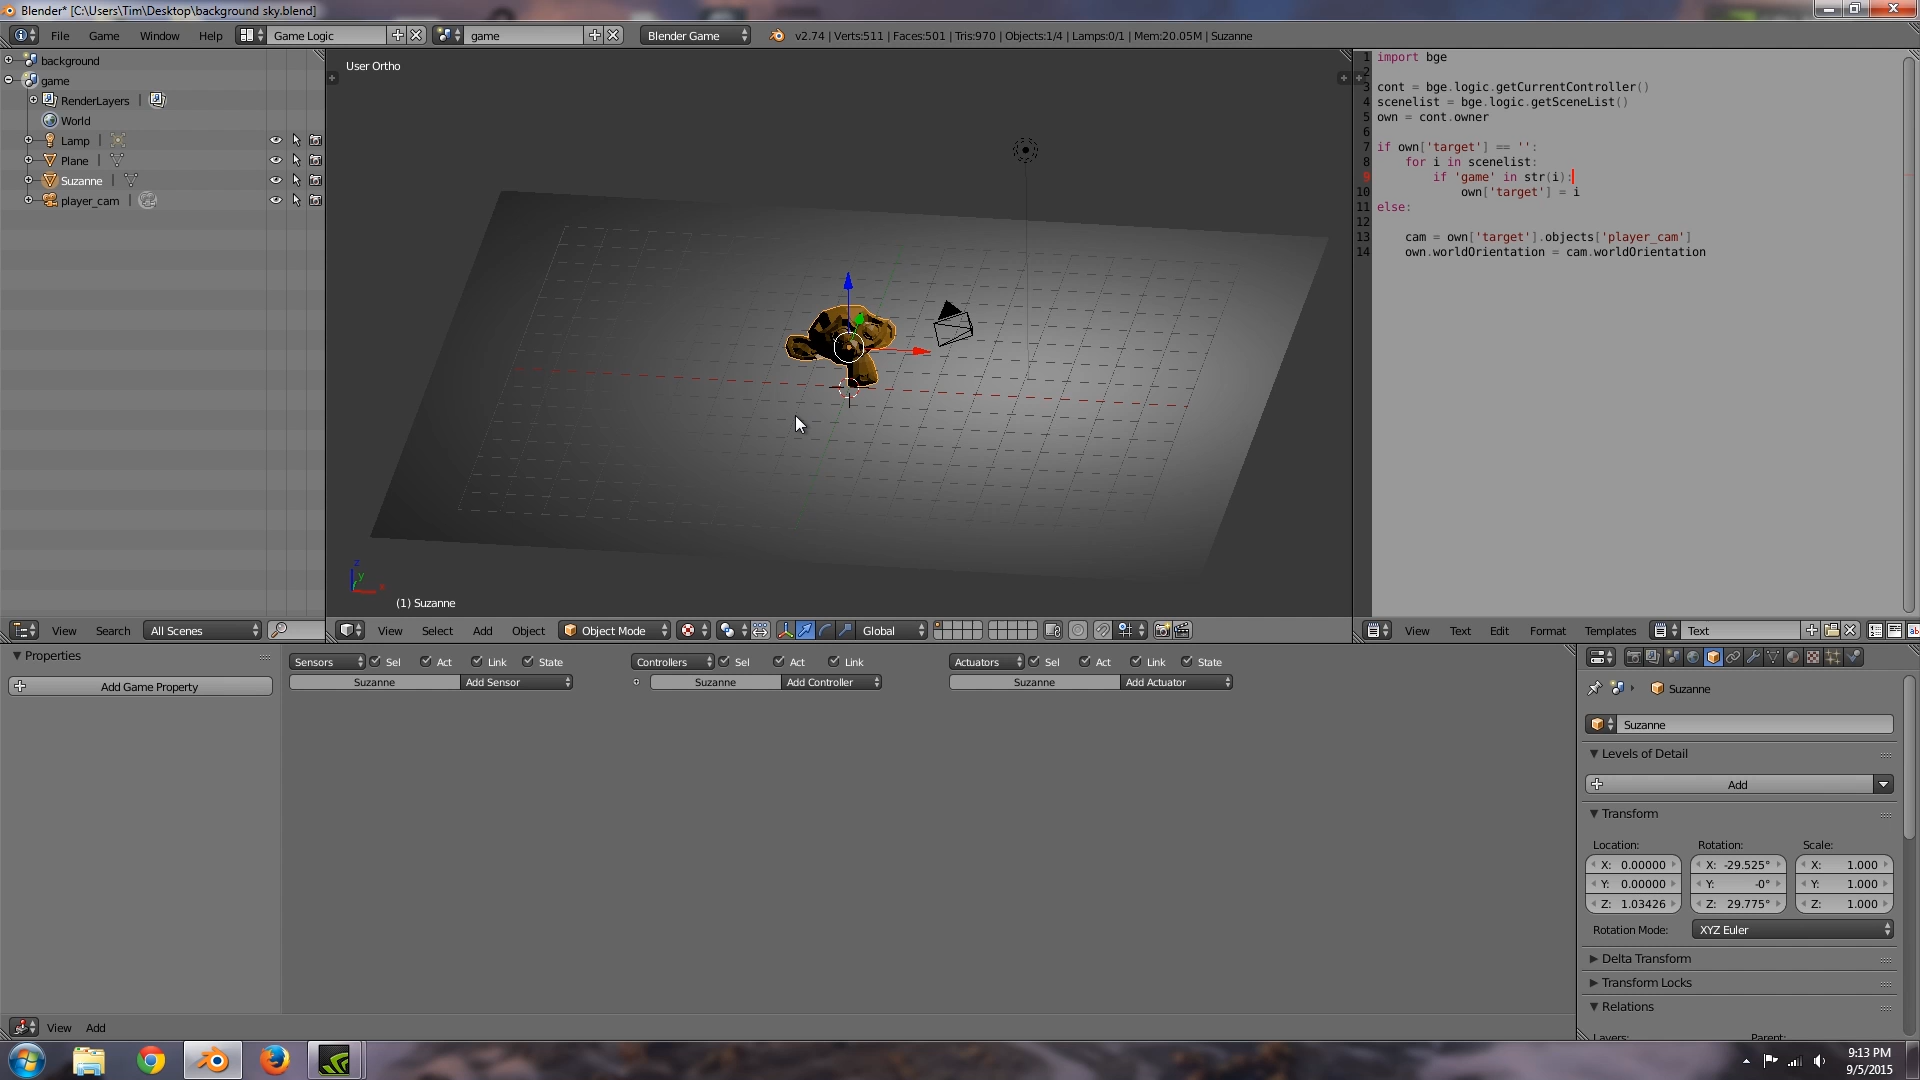 Blender* [C:\Users\Tim\Desktop\background sky.blend]
File Game Window Help Game Logic game Blender Game v2.74 | Verts:511 | Faces:501 | Tris:970 | Objects:1/4 | Lamps:0/1 | Mem:20.05M | Suzanne
background
game
RenderLayers |
World
Lamp |
Plane |
Suzanne |
player_cam |
View Search All Scenes
User Ortho
z
y
x
(1) Suzanne
View Select Add Object Object Mode Global
1 import bge
2
3 cont = bge.logic.getCurrentController()
4 scenelist = bge.logic.getSceneList()
5 own = cont.owner
6
7 if own['target'] == '':
8 for i in scenelist:
9 if 'game' in str(i):
10 own['target'] = i
11 else:
12
13 cam = own['target'].objects['player_cam']
14 own.worldOrientation = cam.worldOrientation
View Text Edit Format Templates Text
Properties
Add Game Property
Sensors Sel Act Link State
Suzanne Add Sensor
Controllers Sel Act Link
Suzanne Add Controller
Actuators Sel Act Link State
Suzanne Add Actuator
View Add
Suzanne
Suzanne
Levels of Detail
Add
Transform
Location: Rotation: Scale:
X: 0.00000 X: -29.525° X: 1.000
Y: 0.00000 Y: -0° Y: 1.000
Z: 1.03426 Z: 29.775° Z: 1.000
Rotation Mode: XYZ Euler
Delta Transform
Transform Locks
Relations
Layers: Parent:
9:13 PM
9/5/2015